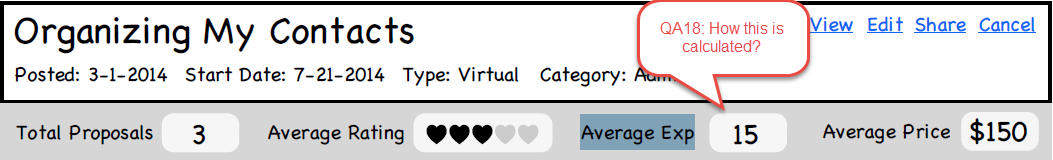 Organizing My Contacts
QA18: How this is
calculated?
View Edit Share Cancel
Posted: 3-1-2014 Start Date: 7-21-2014 Type: Virtual Category:
Total Proposals 3 Average Rating Average Exp 15 Average Price $150